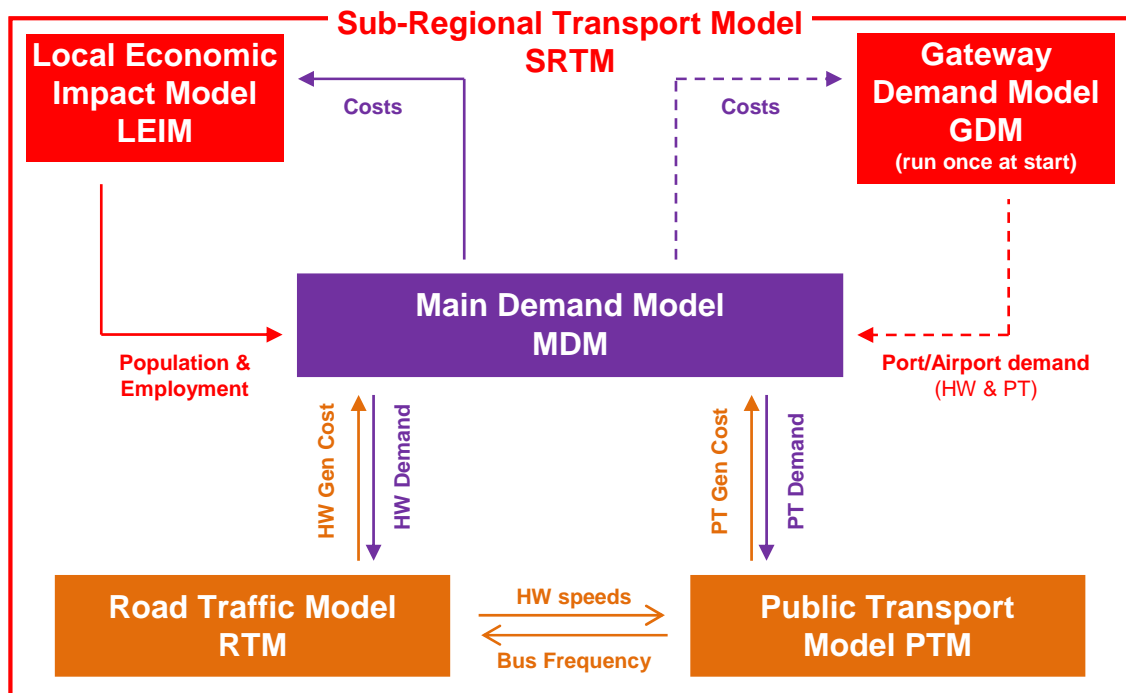 Sub-Regional Transport Model
SRTM
Local Economic
Impact Model
LEIM
Gateway
Demand Model
GDM
(run once at start)
Costs
Costs
Main Demand Model
MDM
Population &
Employment
Port/Airport demand
(HW & PT)
HW Gen Cost
HW Demand
PT Gen Cost
PT Demand
Road Traffic Model
RTM
HW speeds
Bus Frequency
Public Transport
Model PTM